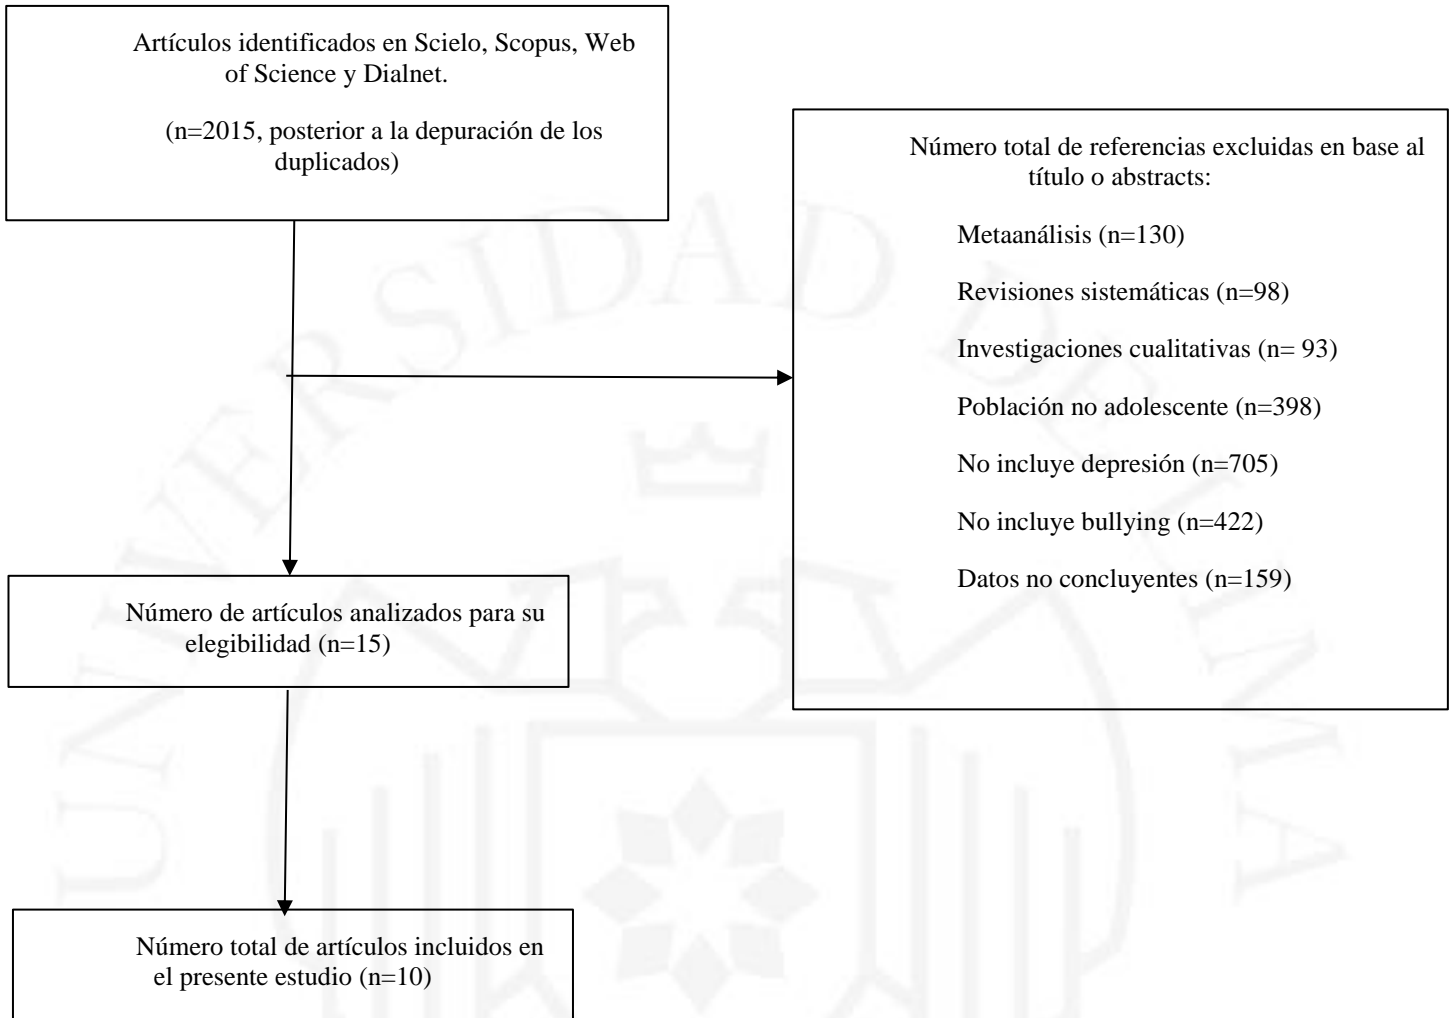 Artículos identificados en Scielo, Scopus, Web
of Science y Dialnet.
(n=2015, posterior a la depuración de los
duplicados)
Número total de referencias excluidas en base al
título o abstracts:
Metaanálisis (n=130)
Revisiones sistemáticas (n=98)
Investigaciones cualitativas (n= 93)
Población no adolescente (n=398)
No incluye depresión (n=705)
No incluye bullying (n=422)
Datos no concluyentes (n=159)
Número de artículos analizados para su
elegibilidad (n=15)
Número total de artículos incluidos en
el presente estudio (n=10)
UNIVERSIDAD DE LIMA